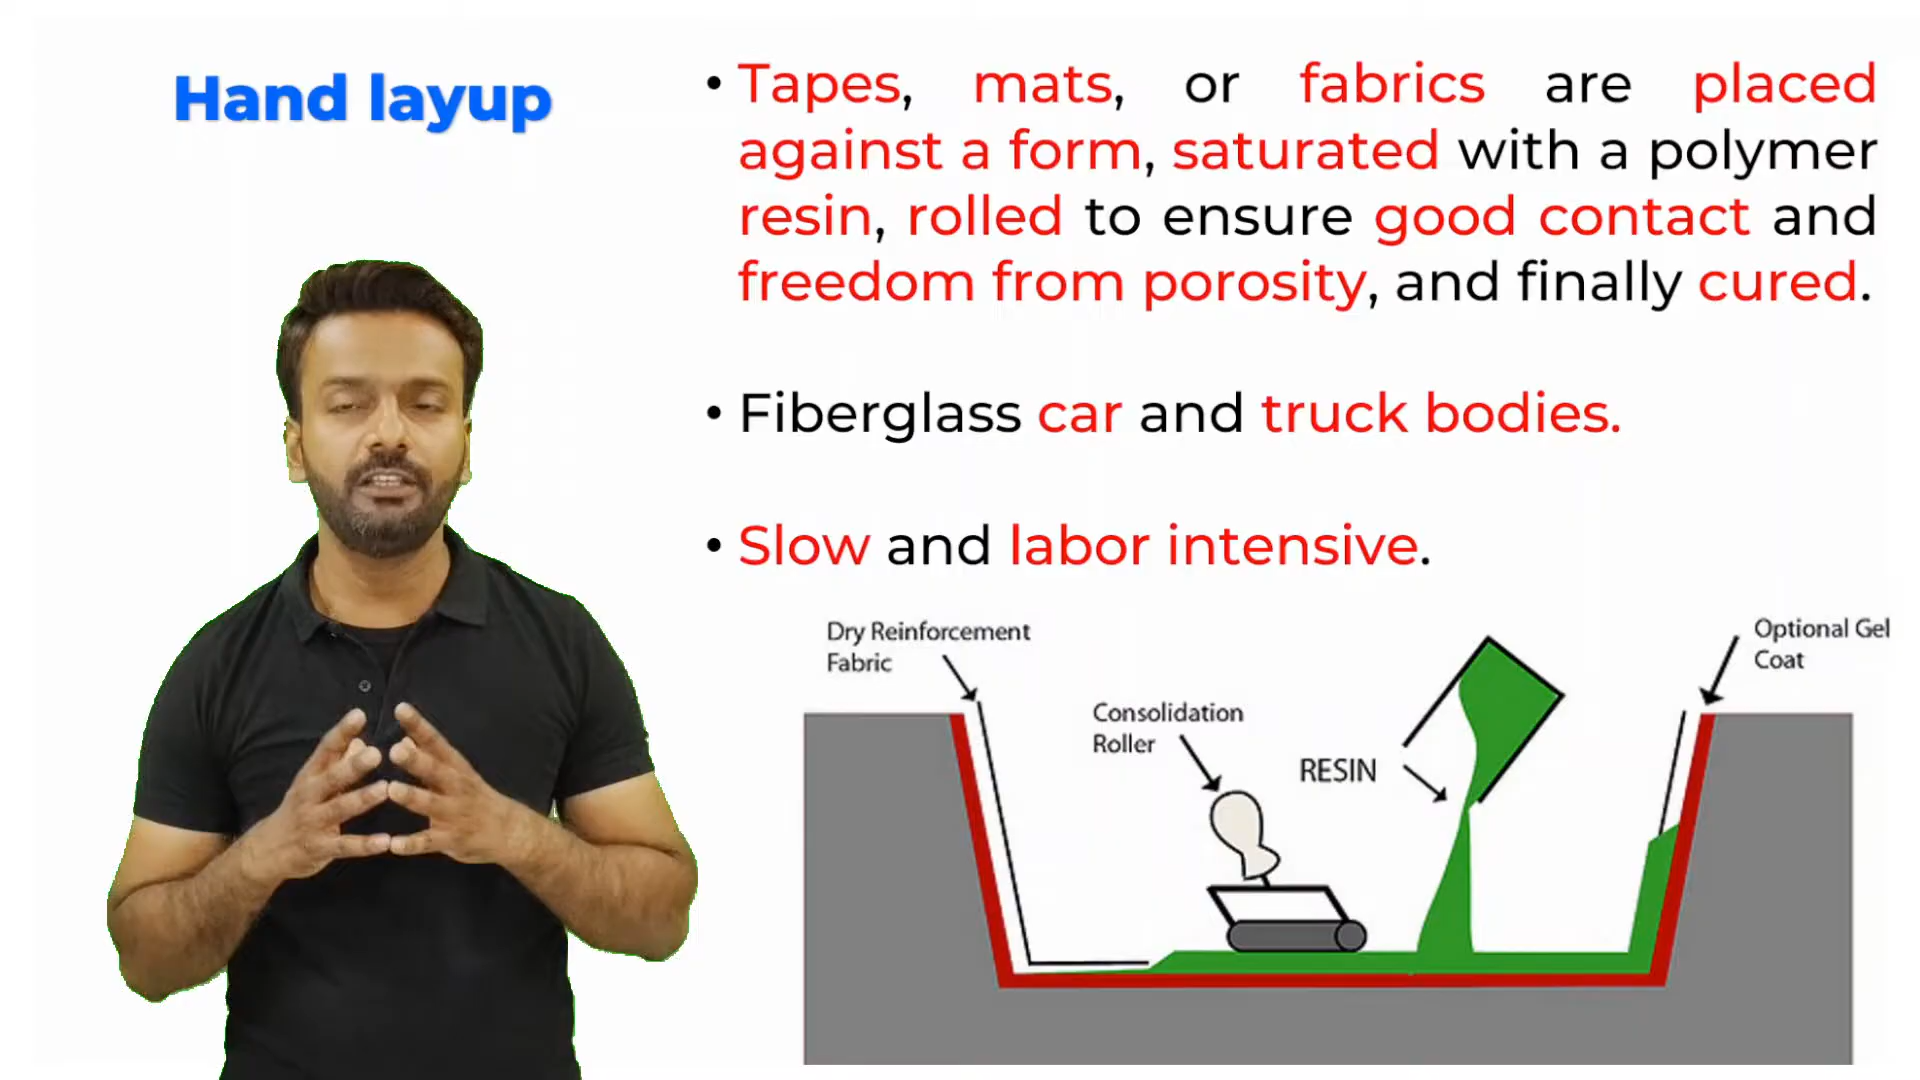 Hand layup
• Tapes, mats, or fabrics are placed
against a form, saturated with a polymer
resin, rolled to ensure good contact and
freedom from porosity, and finally cured.
• Fiberglass car and truck bodies.
• Slow and labor intensive.
Dry Reinforcement
Fabric
Consolidation
Roller
RESIN
Optional Gel
Coat